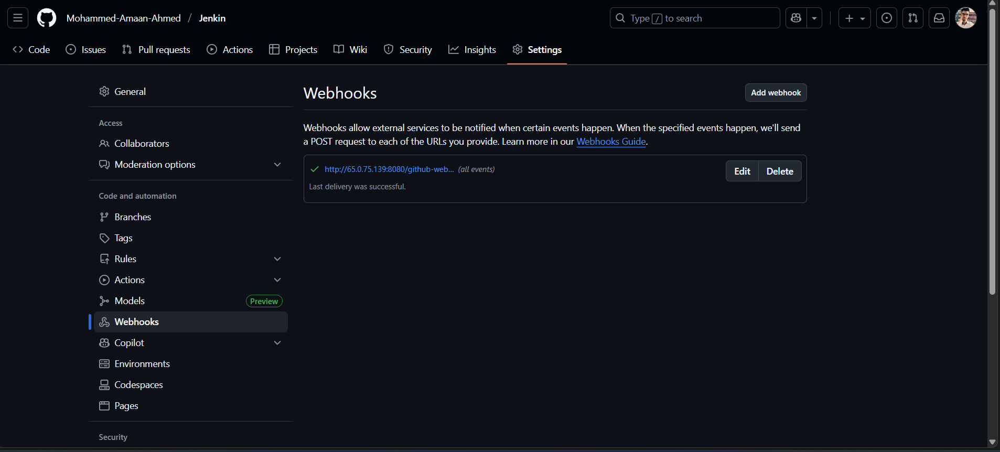 Mohammed-Amaan-Ahmed / Jenkin
Type / to search
Code
Issues
Pull requests
Actions
Projects
Wiki
Security
Insights
Settings
General
Access
Collaborators
Moderation options
Code and automation
Branches
Tags
Rules
Actions
Models Preview
Webhooks
Copilot
Environments
Codespaces
Pages
Security
Webhooks
Add webhook
Webhooks allow external services to be notified when certain events happen. When the specified events happen, we'll send
a POST request to each of the URLs you provide. Learn more in our Webhooks Guide.
http://65.0.75.139:8080/github-web... (all events)
Edit
Delete
Last delivery was successful.